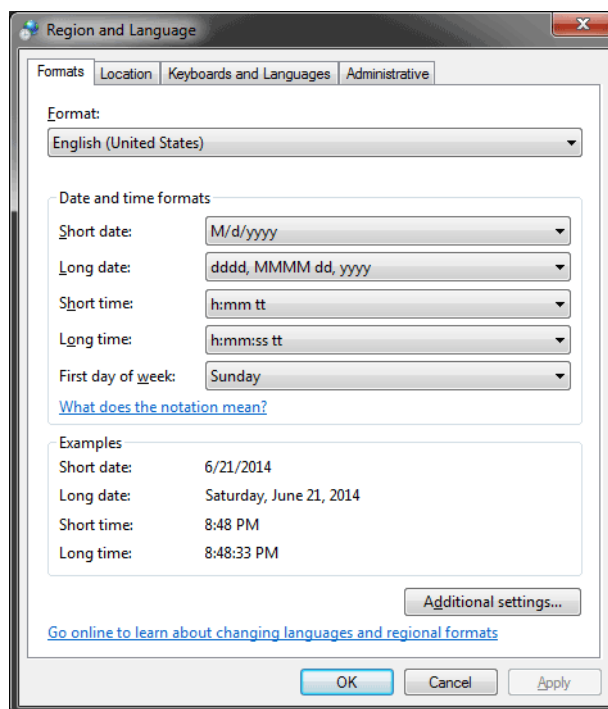 Region and Language
Formats Location Keyboards and Languages Administrative
Format:
English (United States)
Date and time formats
Short date: M/d/yyyy
Long date: dddd, MMMM dd, yyyy
Short time: h:mm tt
Long time: h:mm:ss tt
First day of week: Sunday
What does the notation mean?
Examples
Short date: 6/21/2014
Long date: Saturday, June 21, 2014
Short time: 8:48 PM
Long time: 8:48:33 PM
Additional settings...
Go online to learn about changing languages and regional formats
OK Cancel Apply